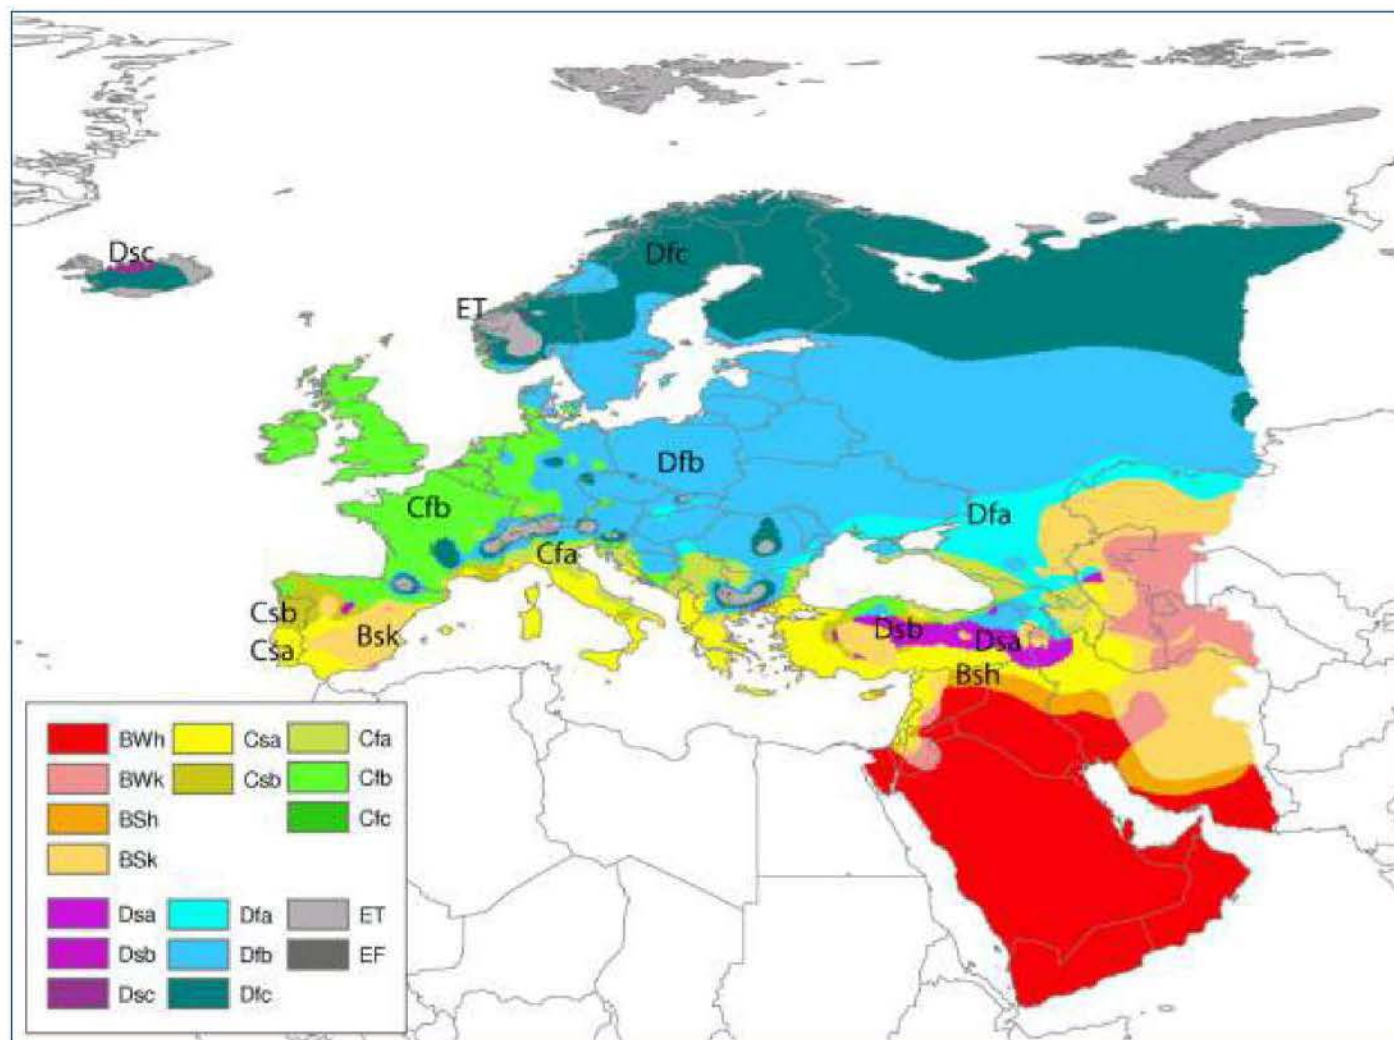 Dsc
Dfc
ET
Dfb
Cfb
Dfa
Cfa
Csb
Bsk
Csa
Dsb
Dsa
Bsh
BWh Csa Cfa
BWk Csb Cfb
BSh Cfc
BSk
Dsa Dfa ET
Dsb Dfb EF
Dsc Dfc